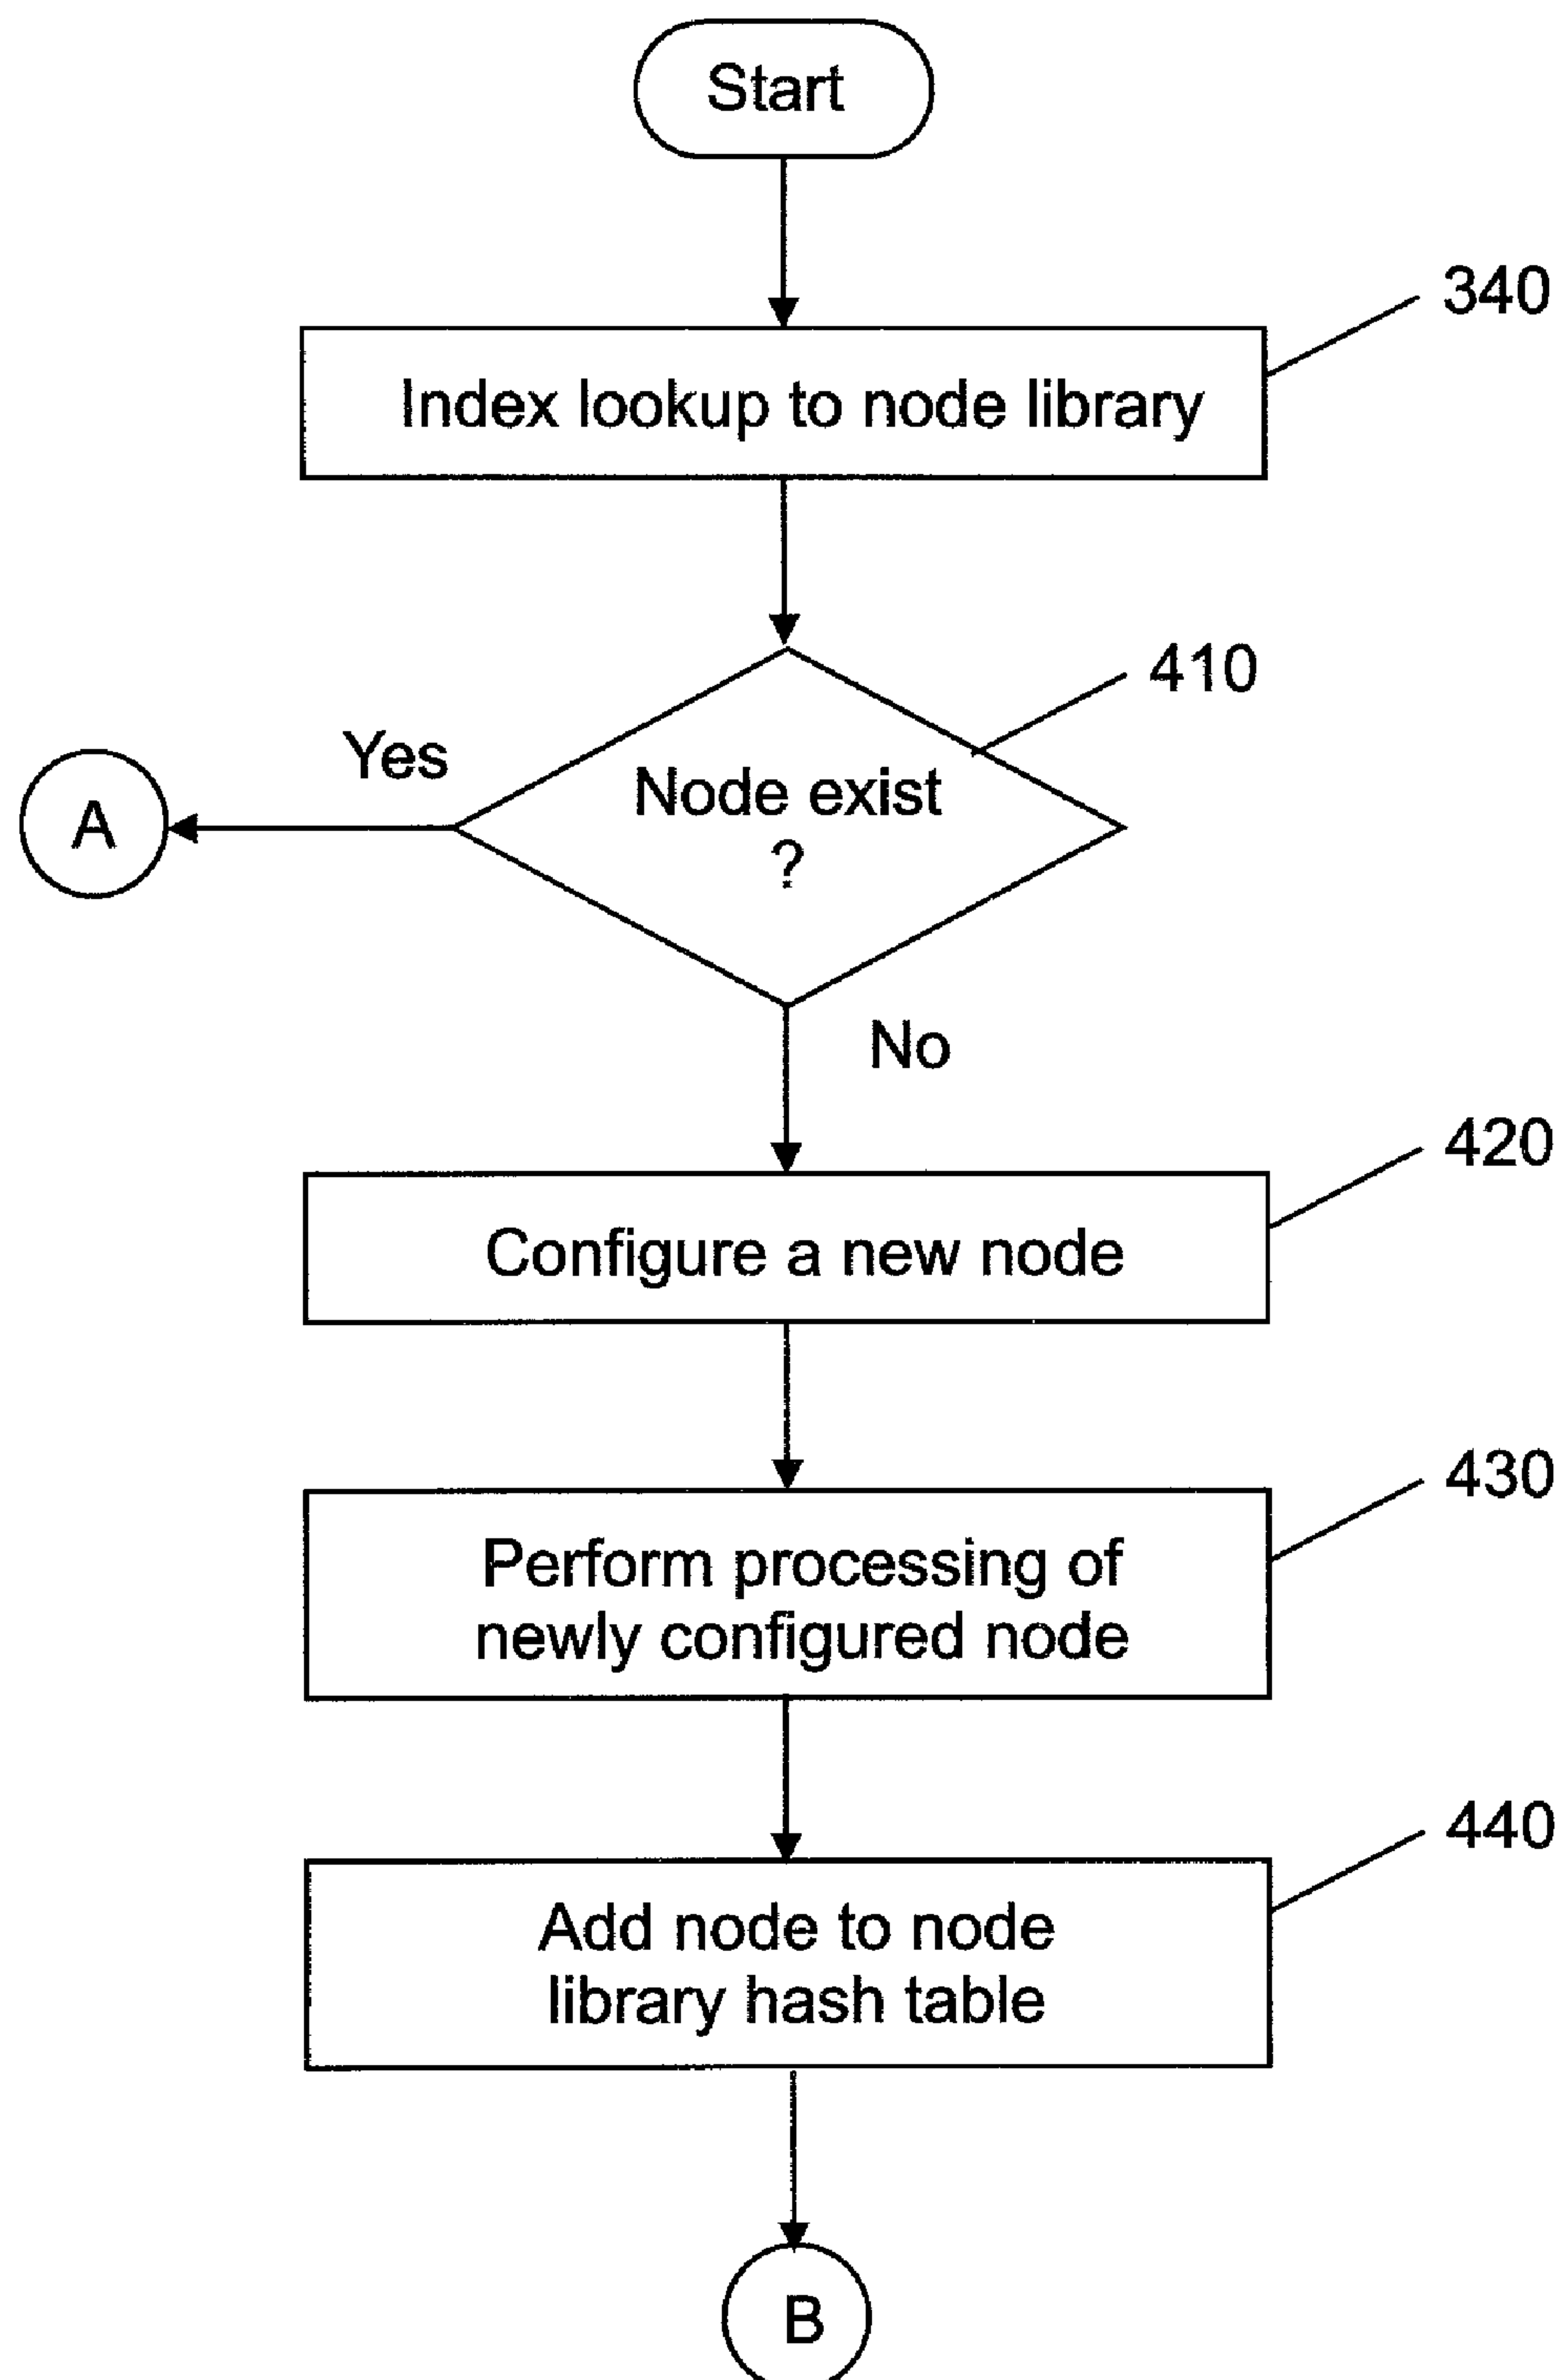 Start
340
Index lookup to node library
410
Yes
A
Node exist
?
No
420
Configure a new node
430
Perform processing of
newly configured node
440
Add node to node
library hash table
B